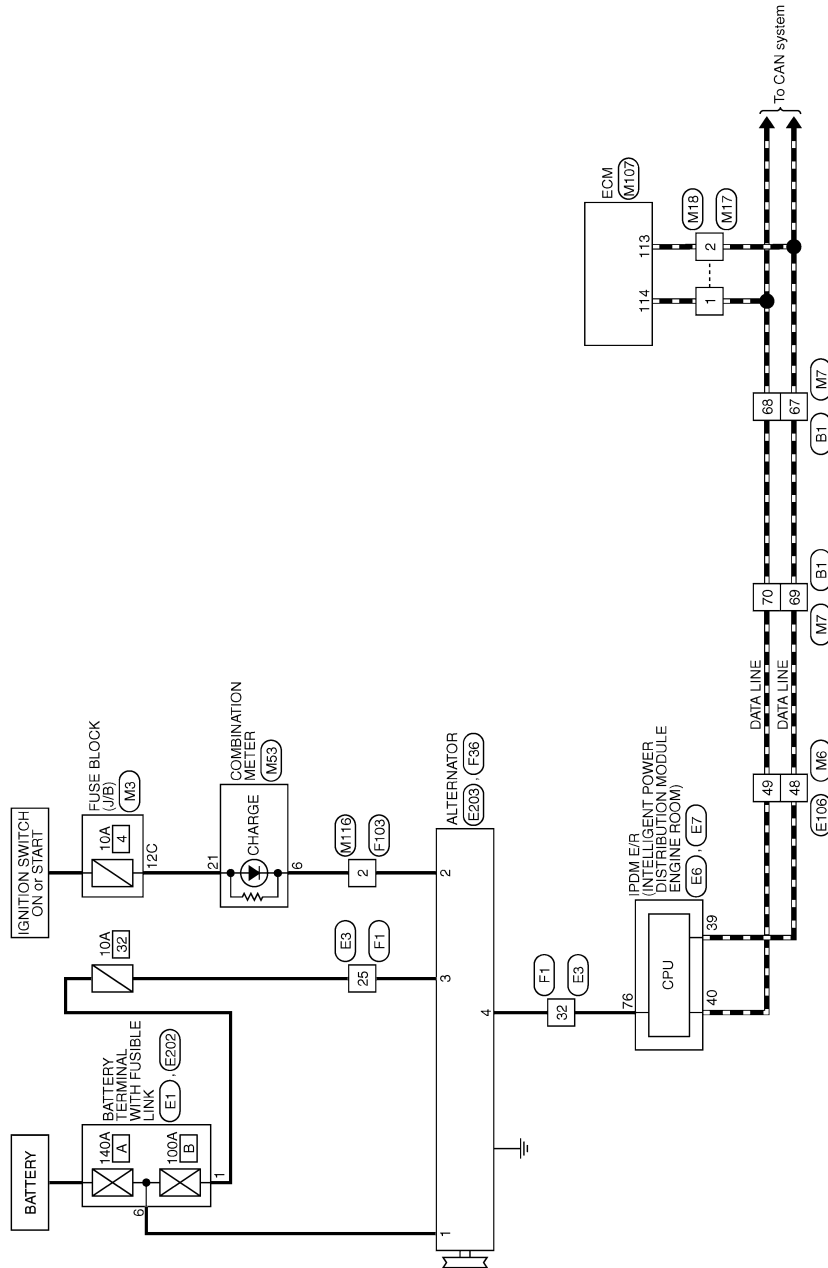 BATTERY
140A
A
100A
B
6
1
BATTERY
TERMINAL
WITH FUSIBLE
LINK
E1 , E202
10A
32
IGNITION SWITCH
ON or START
10A
4
12C
FUSE BLOCK
(J/B)
M3
21
CHARGE
6
COMBINATION
METER
M53
25
E3
F1
2
M116
F103
1
3
2
4
ALTERNATOR
E203 , F36
32
F1
E3
76
CPU
40
39
IPDM E/R
(INTELLIGENT POWER
DISTRIBUTION MODULE
ENGINE ROOM)
E6 , E7
49
48
M6
E106
DATA LINE
DATA LINE
70
69
B1
M7
68
67
M7
B1
ECM
M107
114
113
1
2
M18
M17
To CAN system